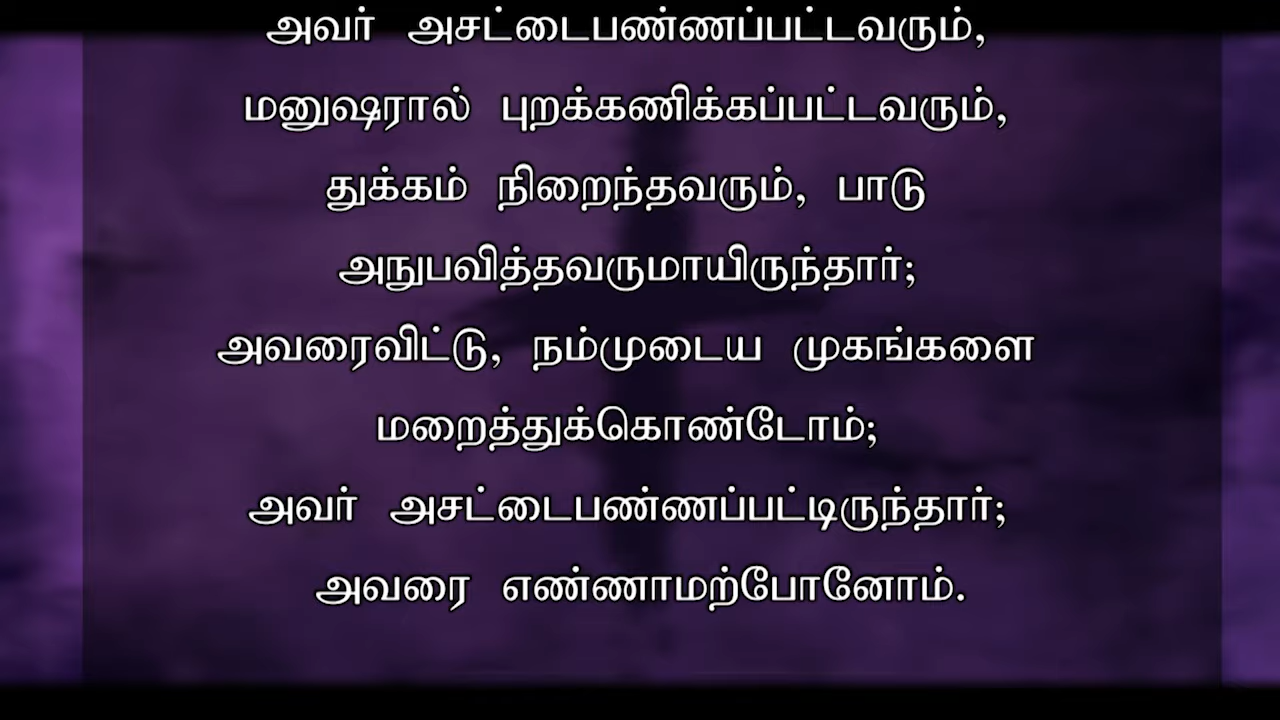 அவர் அசட்டைபண்ணப்பட்டவரும்,
மனுஷரால் புறக்கணிக்கப்பட்டவரும்,
துக்கம் நிறைந்தவரும், பாடு
அநுபவித்தவருமாயிருந்தார்;
அவரைவிட்டு, நம்முடைய முகங்களை
மறைத்துக்கொண்டோம்;
அவர் அசட்டைபண்ணப்பட்டிருந்தார்;
அவரை எண்ணாமற்போனோம்.